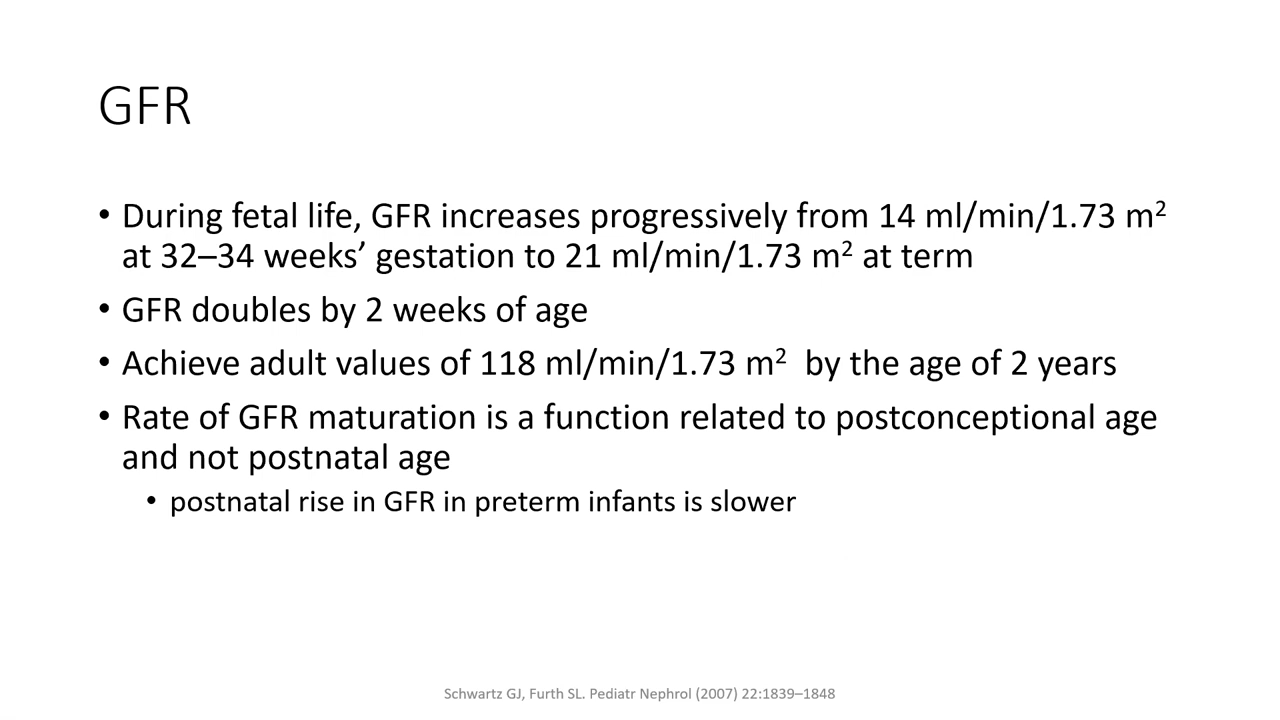 GFR
• During fetal life, GFR increases progressively from 14 ml/min/1.73 m²
at 32–34 weeks’ gestation to 21 ml/min/1.73 m² at term
• GFR doubles by 2 weeks of age
• Achieve adult values of 118 ml/min/1.73 m²  by the age of 2 years
• Rate of GFR maturation is a function related to postconceptional age
and not postnatal age
• postnatal rise in GFR in preterm infants is slower
Schwartz GJ, Furth SL. Pediatr Nephrol (2007) 22:1839–1848